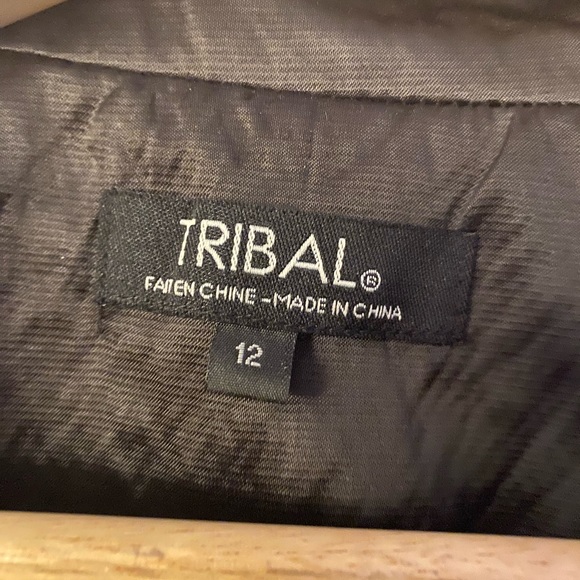 TRIBAL®
FAIT EN CHINE - MADE IN CHINA
12